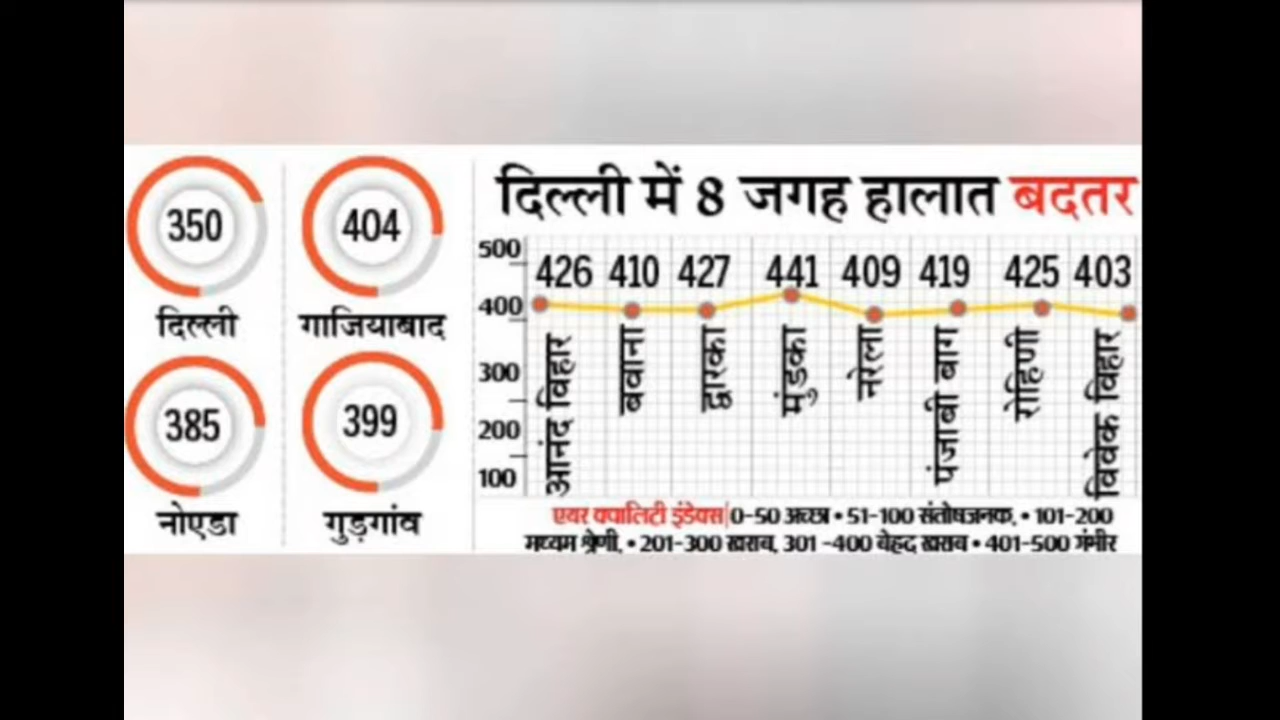 350
404
दिल्ली
गाजियाबाद
385
399
नोएडा
गुड़गांव
दिल्ली में 8 जगह हालात बदतर
500
400
300
200
100
426 410 427 441 409 419 425 403
आनंद विहार
बवाना
द्वारका
मुंडका
नरेला
पंजाबी बाग
रोहिणी
विवेक विहार
एयर क्वालिटी इंडेक्स 0-50 अच्छा • 51-100 संतोषजनक, • 101-200
मध्यम श्रेणी, • 201-300 खराब, 301 -400 बेहद खराब • 401-500 गंभीर